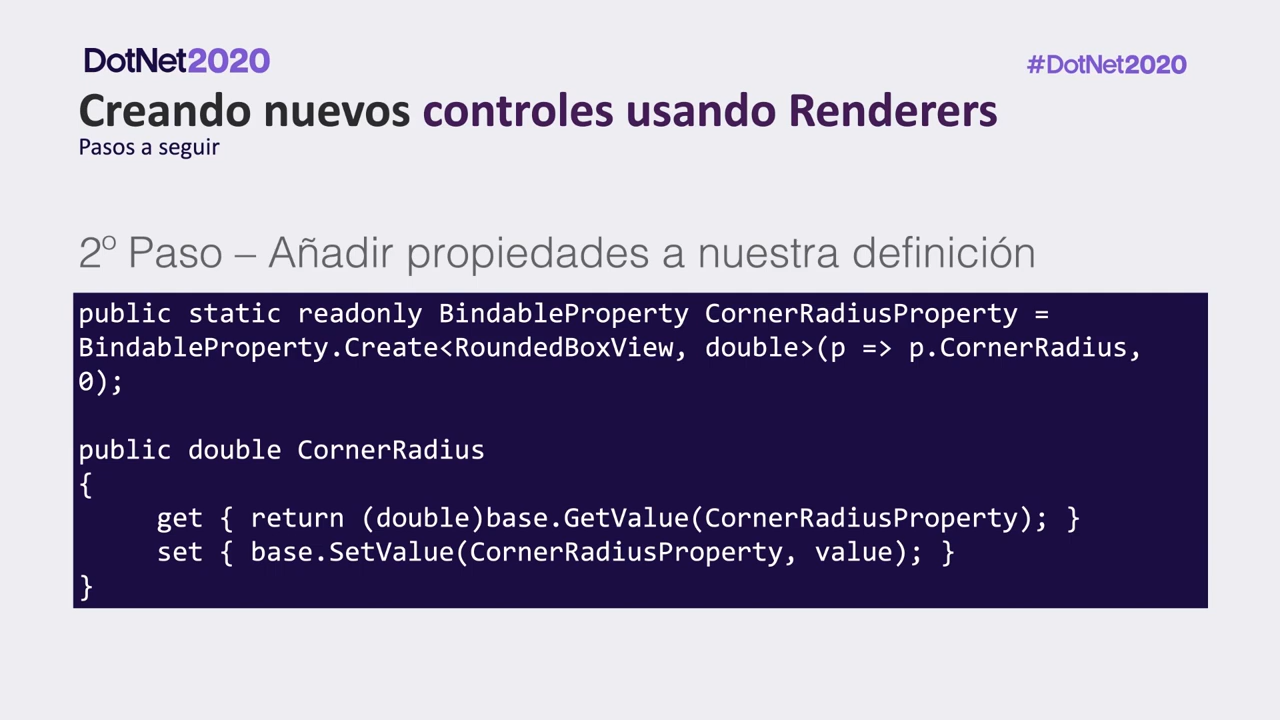 DotNet2020
#DotNet2020
Creando nuevos controles usando Renderers
Pasos a seguir
2º Paso – Añadir propiedades a nuestra definición
public static readonly BindableProperty CornerRadiusProperty =
BindableProperty.Create<RoundedBoxView, double>(p => p.CornerRadius,
0);
public double CornerRadius
{
get { return (double)base.GetValue(CornerRadiusProperty); }
set { base.SetValue(CornerRadiusProperty, value); }
}